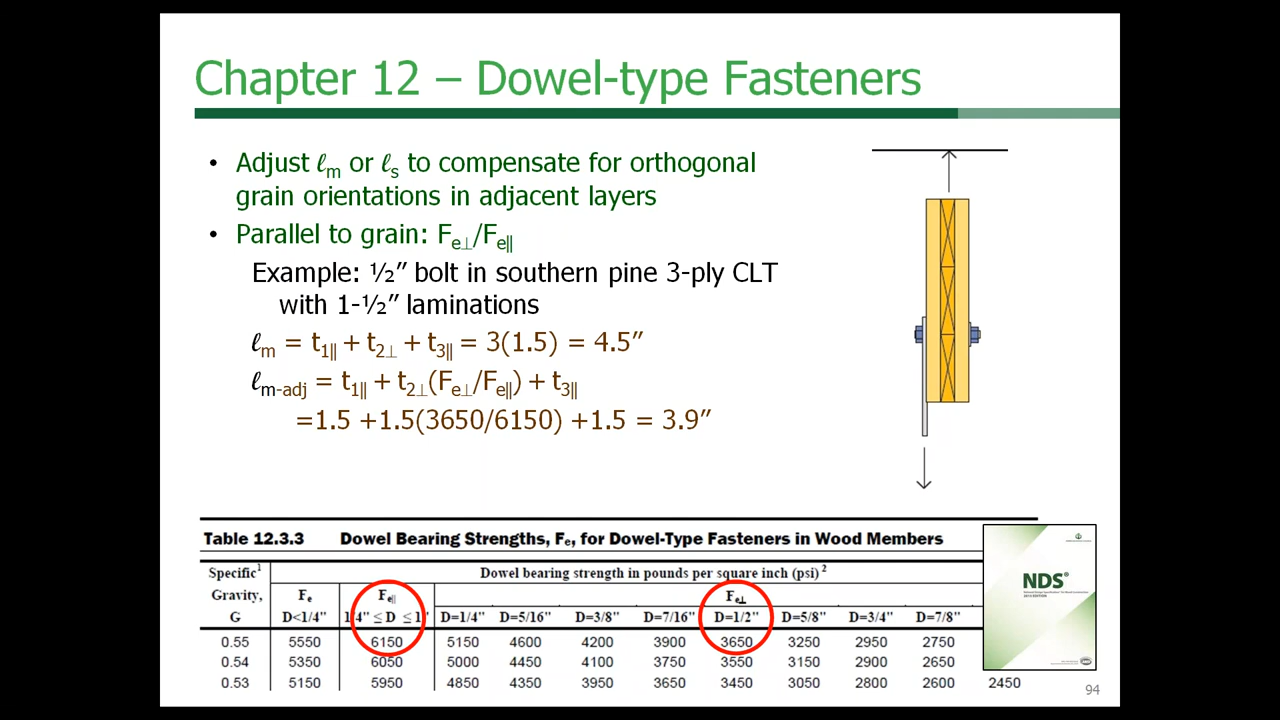 Chapter 12 – Dowel-type Fasteners
• Adjust ℓm or ℓs to compensate for orthogonal
grain orientations in adjacent layers
• Parallel to grain: Fe⊥/Fe∥
Example: ½″ bolt in southern pine 3-ply CLT
with 1-½″ laminations
ℓm = t1∥ + t2⊥ + t3∥ = 3(1.5) = 4.5″
ℓm-adj = t1∥ + t2⊥(Fe⊥/Fe∥) + t3∥
=1.5 +1.5(3650/6150) +1.5 = 3.9″
Table 12.3.3 Dowel Bearing Strengths, Fe, for Dowel-Type Fasteners in Wood Members
Specific1 Dowel bearing strength in pounds per square inch (psi) 2
Gravity, Fe Fe∥ Fe⊥
G D<1/4" 1/4" ≤ D ≤ 1" D=1/4" D=5/16" D=3/8" D=7/16" D=1/2" D=5/8" D=3/4" D=7/8"
0.55 5550 6150 5150 4600 4200 3900 3650 3250 2950 2750
0.54 5350 6050 5000 4450 4100 3750 3550 3150 2900 2650
0.53 5150 5950 4850 4350 3950 3650 3450 3050 2800 2600 2450
NDS®
94